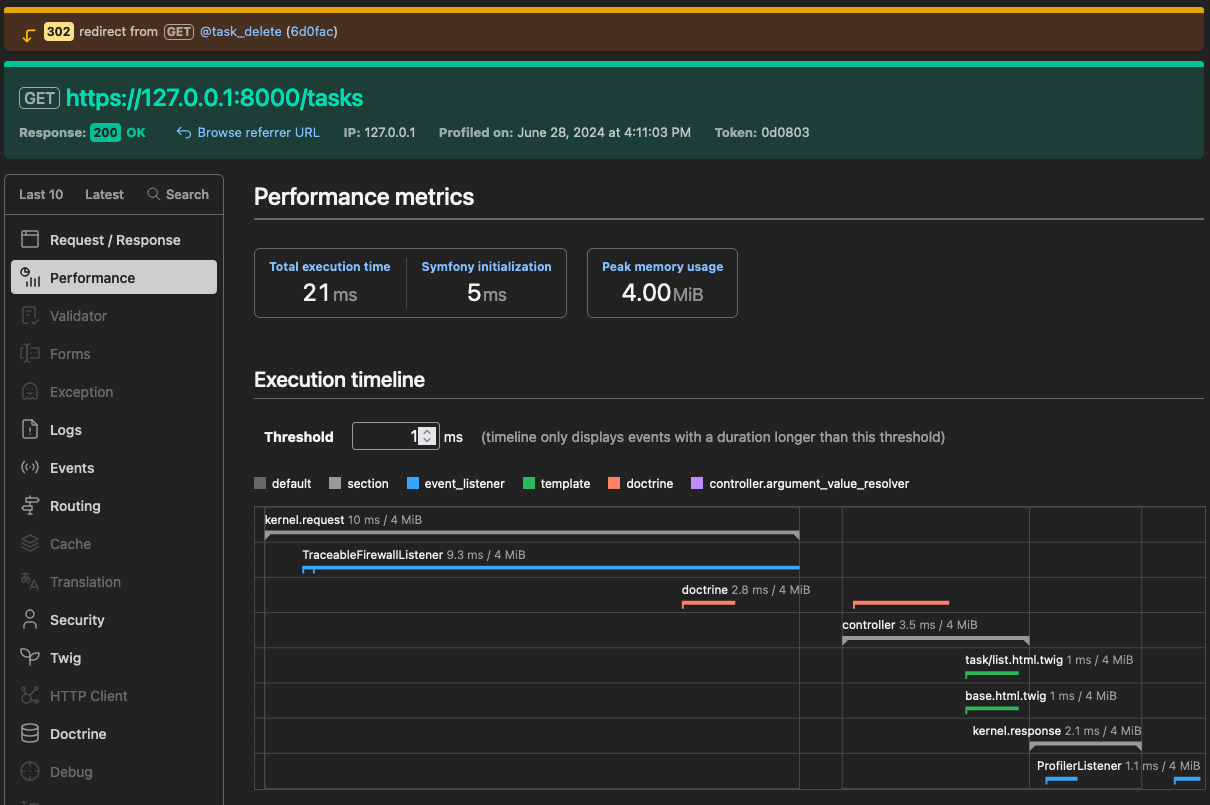 302 redirect from GET @task_delete (6d0fac)
GET https://127.0.0.1:8000/tasks
Response: 200 OK Browse referrer URL IP: 127.0.0.1 Profiled on: June 28, 2024 at 4:11:03 PM Token: 0d0803
Last 10 Latest Search
Request / Response
Performance
Validator
Forms
Exception
Logs
Events
Routing
Cache
Translation
Security
Twig
HTTP Client
Doctrine
Debug
Performance metrics
Total execution time Symfony initialization Peak memory usage
21 ms 5 ms 4.00 MiB
Execution timeline
Threshold 1 ms (timeline only displays events with a duration longer than this threshold)
default section event_listener template doctrine controller.argument_value_resolver
kernel.request 10 ms / 4 MiB
TraceableFirewallListener 9.3 ms / 4 MiB
doctrine 2.8 ms / 4 MiB
controller 3.5 ms / 4 MiB
task/list.html.twig 1 ms / 4 MiB
base.html.twig 1 ms / 4 MiB
kernel.response 2.1 ms / 4 MiB
ProfilerListener 1.1 ms / 4 MiB